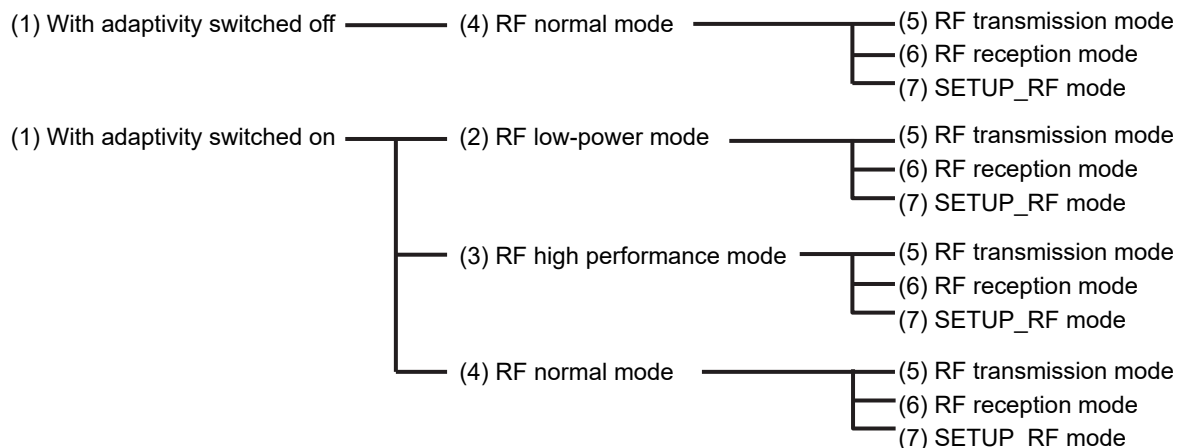 (1) With adaptivity switched off (4) RF normal mode (5) RF transmission mode
(6) RF reception mode
(7) SETUP_RF mode
(1) With adaptivity switched on (2) RF low-power mode (5) RF transmission mode
(6) RF reception mode
(7) SETUP_RF mode
(3) RF high performance mode (5) RF transmission mode
(6) RF reception mode
(7) SETUP_RF mode
(4) RF normal mode (5) RF transmission mode
(6) RF reception mode
(7) SETUP_RF mode